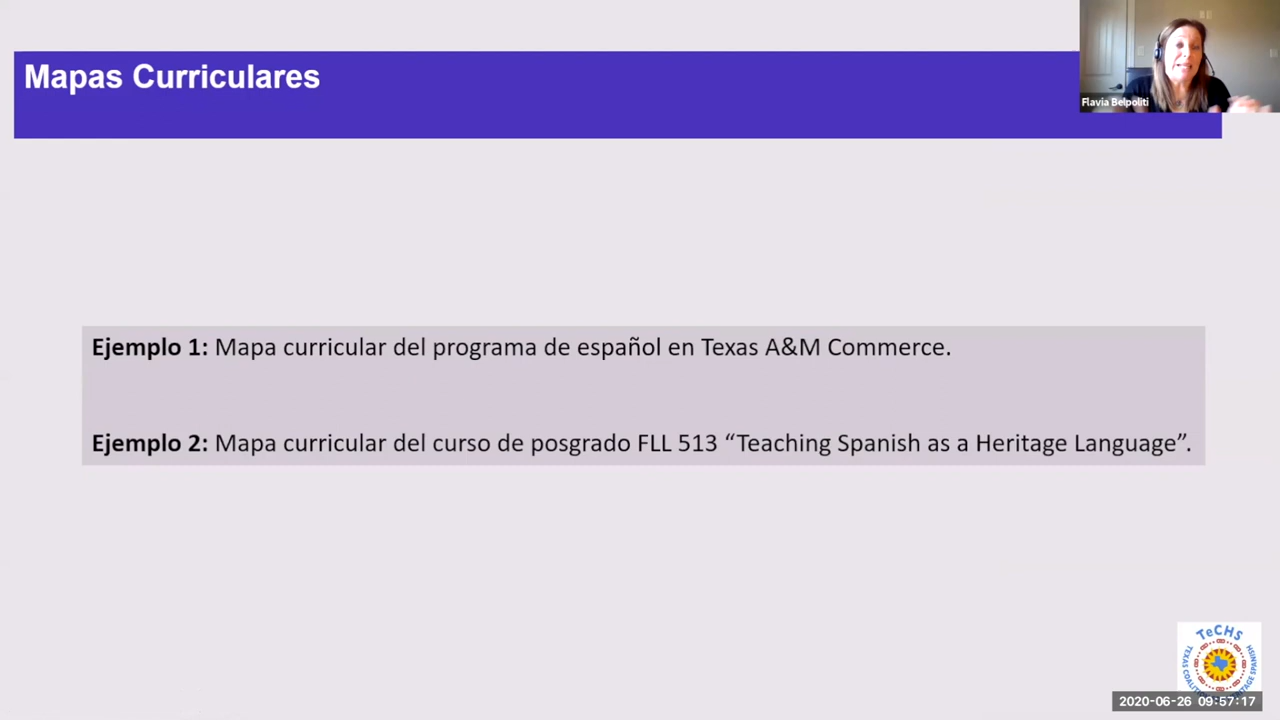 Mapas Curriculares
Flavia Belpoliti
Ejemplo 1: Mapa curricular del programa de español en Texas A&M Commerce.
Ejemplo 2: Mapa curricular del curso de posgrado FLL 513 “Teaching Spanish as a Heritage Language”.
TeCHS
2020-06-26 09:57:17